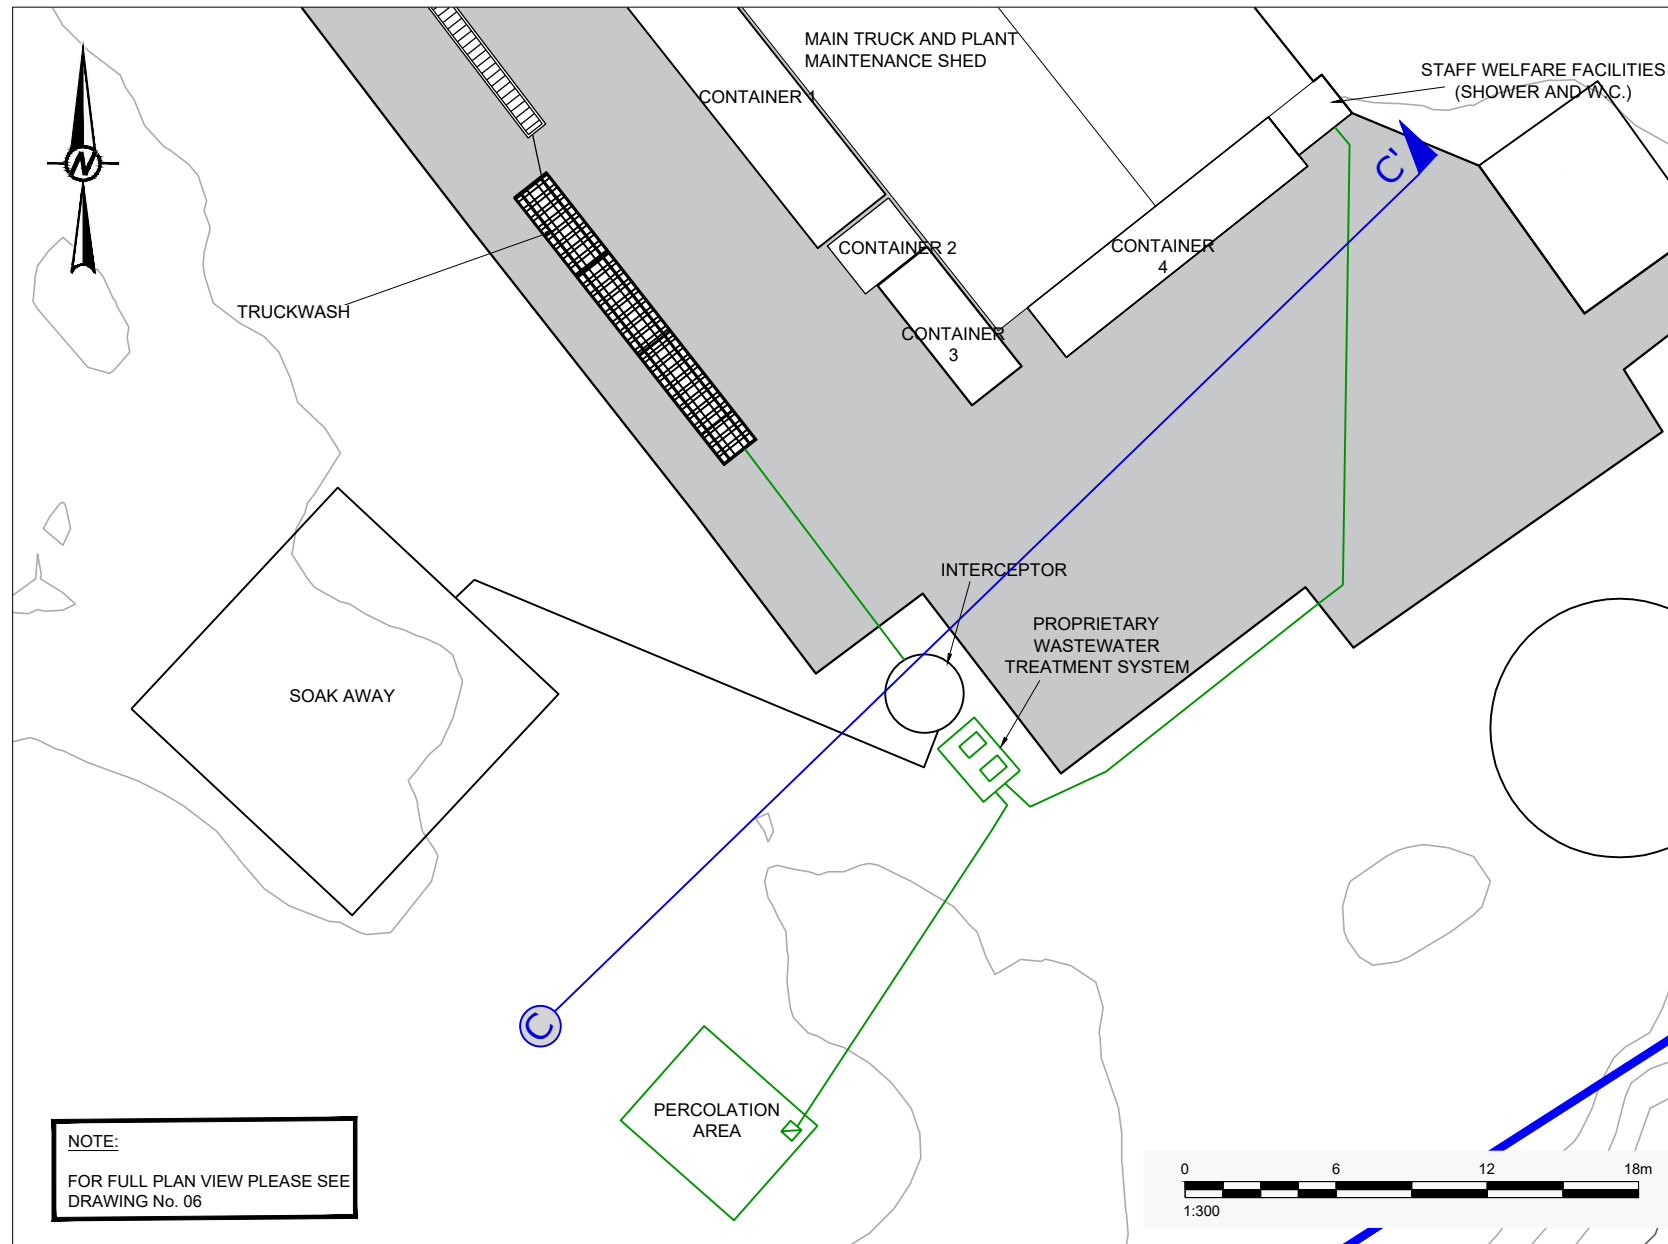 MAIN TRUCK AND PLANT
MAINTENANCE SHED
STAFF WELFARE FACILITIES
(SHOWER AND W.C.)
CONTAINER 1
N
C'
CONTAINER 2
CONTAINER
4
TRUCKWASH
CONTAINER
3
INTERCEPTOR
PROPRIETARY
WASTEWATER
TREATMENT SYSTEM
SOAK AWAY
C
PERCOLATION
AREA
NOTE:
FOR FULL PLAN VIEW PLEASE SEE
DRAWING No. 06
0 6 12 18m
1:300